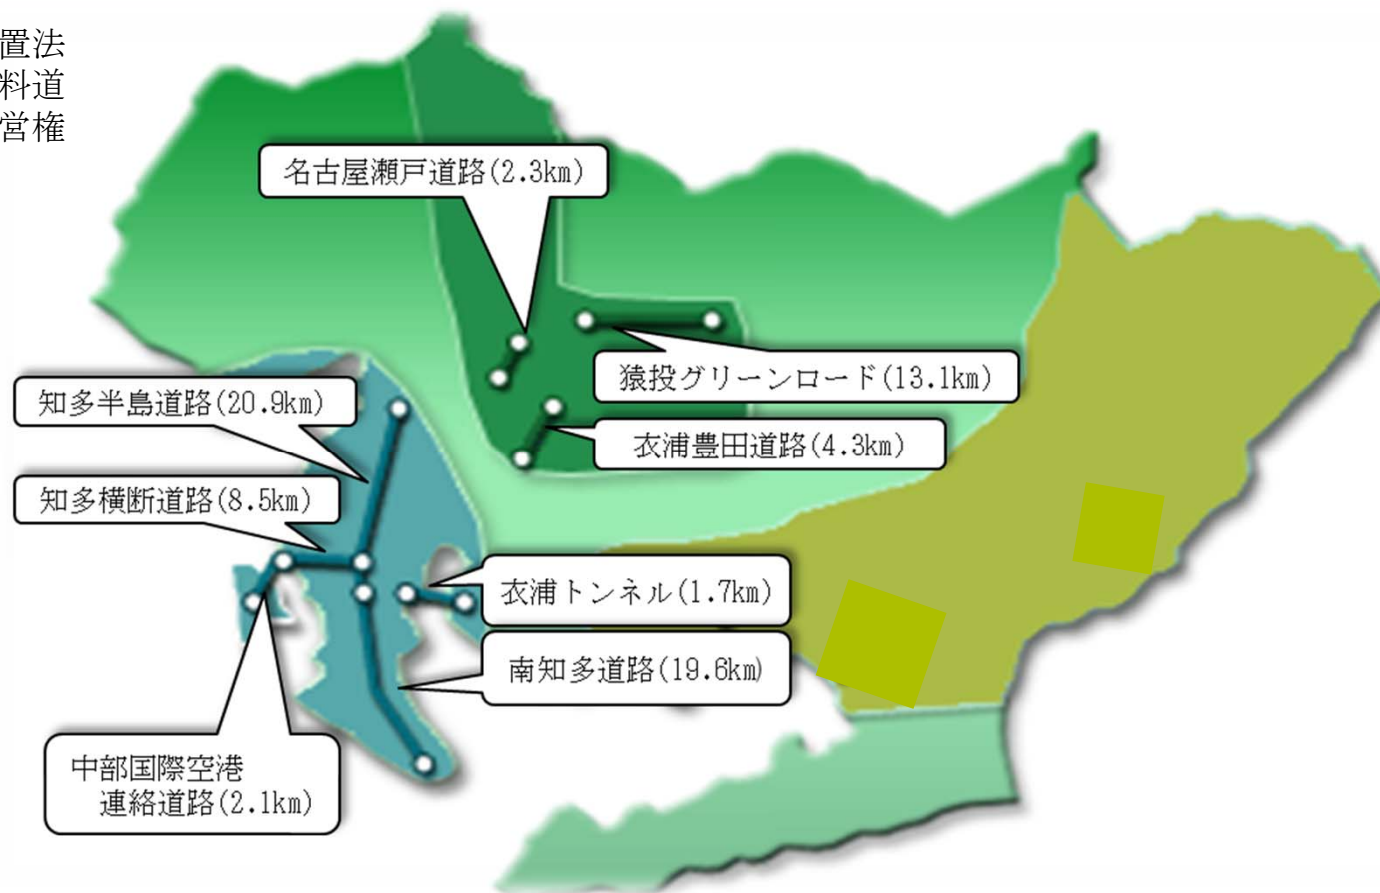 置法
料道
営権
名古屋瀬戸道路(2.3km)
猿投グリーンロード(13.1km)
知多半島道路(20.9km)
衣浦豊田道路(4.3km)
知多横断道路(8.5km)
衣浦トンネル(1.7km)
南知多道路(19.6km)
中部国際空港
連絡道路(2.1km)